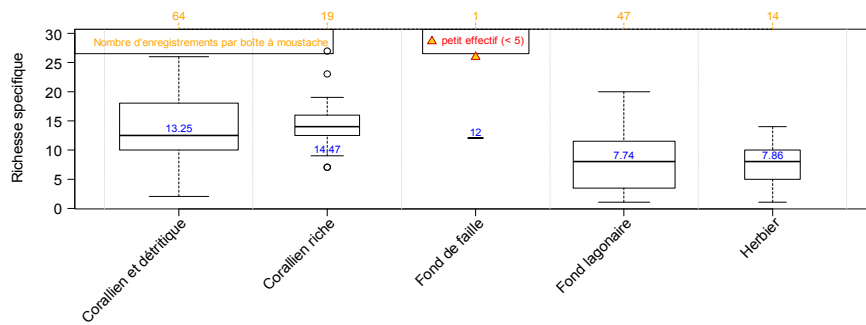 64 19 1 47 14
Nombre d'enregistrements par boîte à moustache
petit effectif (< 5)
Richesse specifique
30
25
20
15
10
5
0
13.25
14.47
12
7.74
7.86
Corallien et détritique
Corallien riche
Fond de faille
Fond lagonaire
Herbier